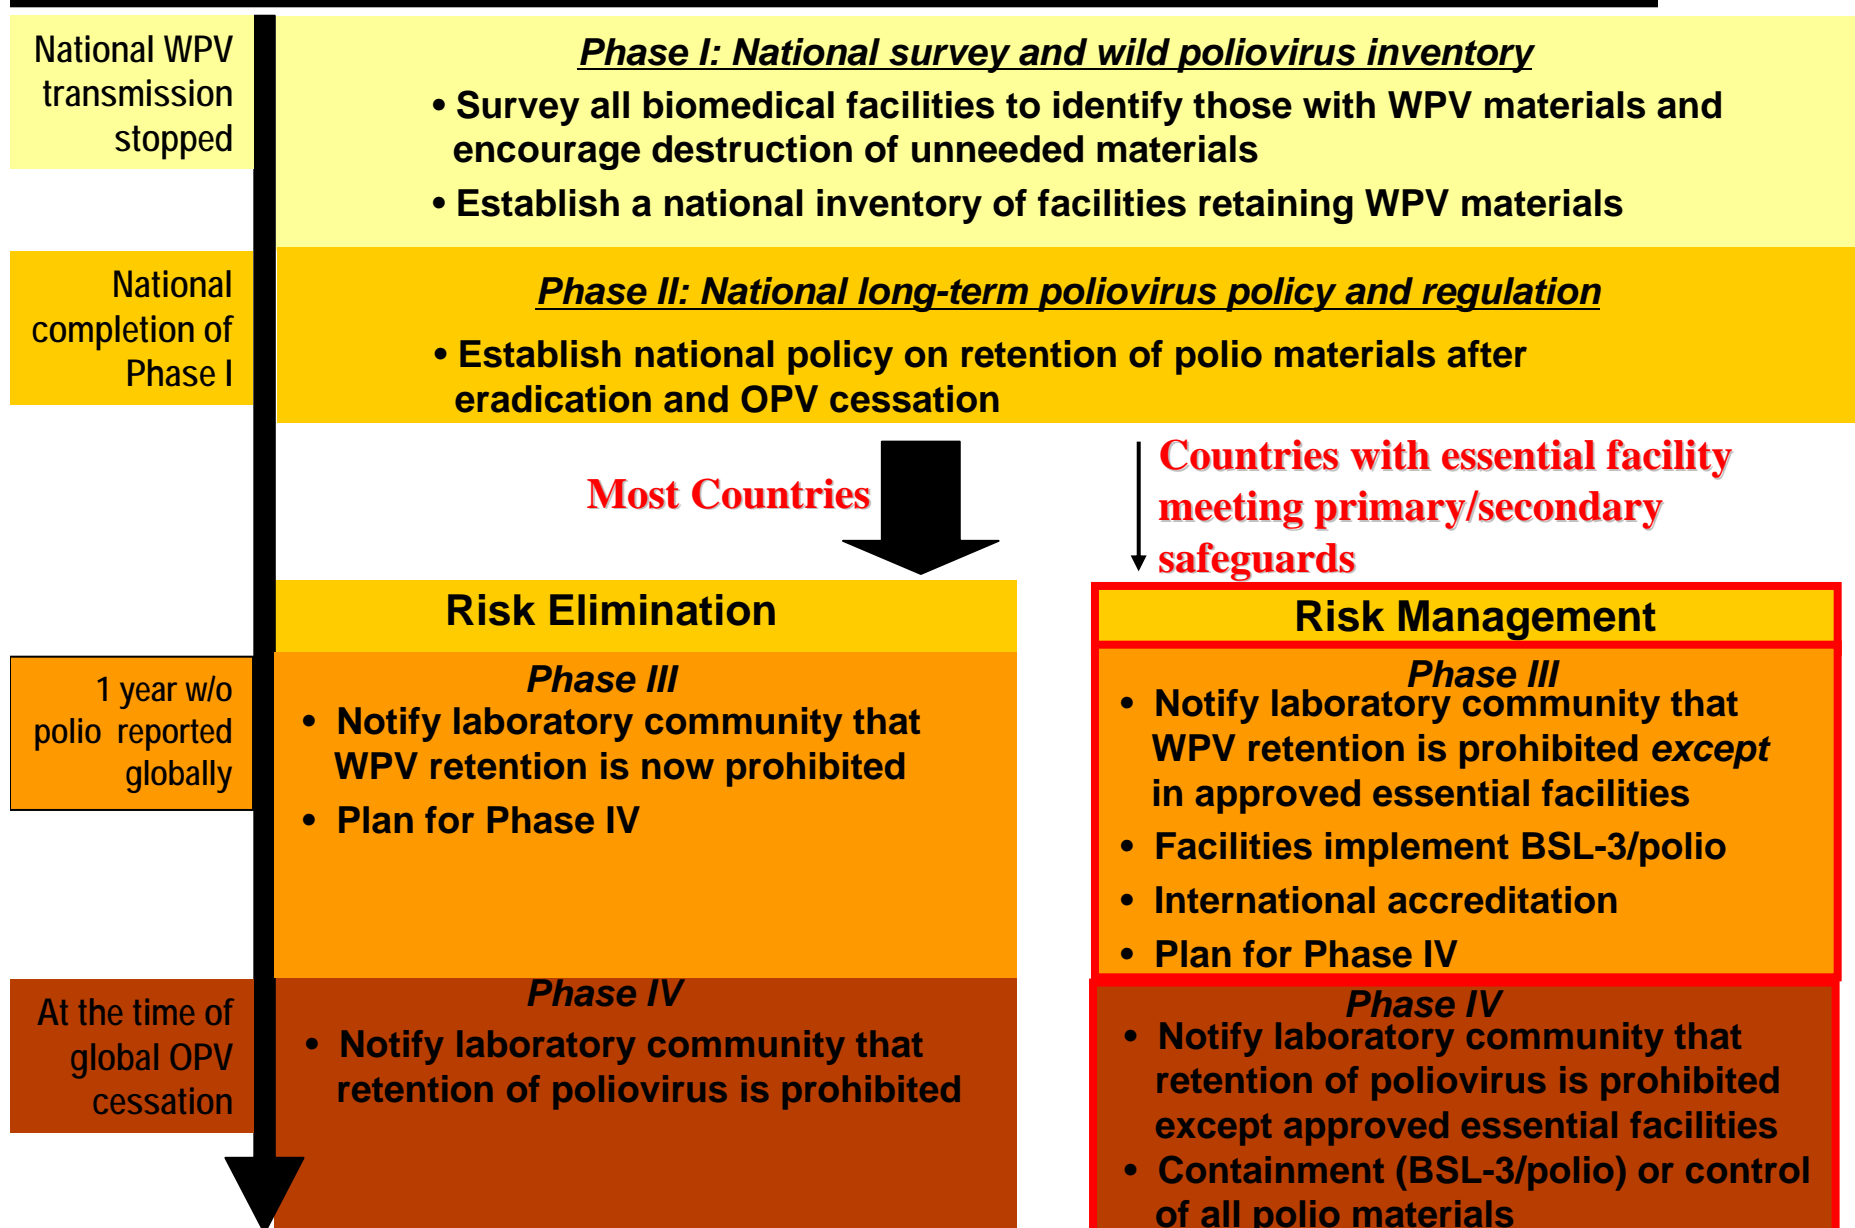 National WPV
transmission
stopped
Phase I: National survey and wild poliovirus inventory
• Survey all biomedical facilities to identify those with WPV materials and
encourage destruction of unneeded materials
• Establish a national inventory of facilities retaining WPV materials
National
completion of
Phase I
Phase II: National long-term poliovirus policy and regulation
• Establish national policy on retention of polio materials after
eradication and OPV cessation
Most Countries
Countries with essential facility
meeting primary/secondary
safeguards
Risk Elimination
Risk Management
1 year w/o
polio reported
globally
Phase III
• Notify laboratory community that
WPV retention is now prohibited
• Plan for Phase IV
Phase III
• Notify laboratory community that
WPV retention is prohibited except
in approved essential facilities
• Facilities implement BSL-3/polio
• International accreditation
• Plan for Phase IV
At the time of
global OPV
cessation
Phase IV
• Notify laboratory community that
retention of poliovirus is prohibited
Phase IV
• Notify laboratory community that
retention of poliovirus is prohibited
except approved essential facilities
• Containment (BSL-3/polio) or control
of all polio materials